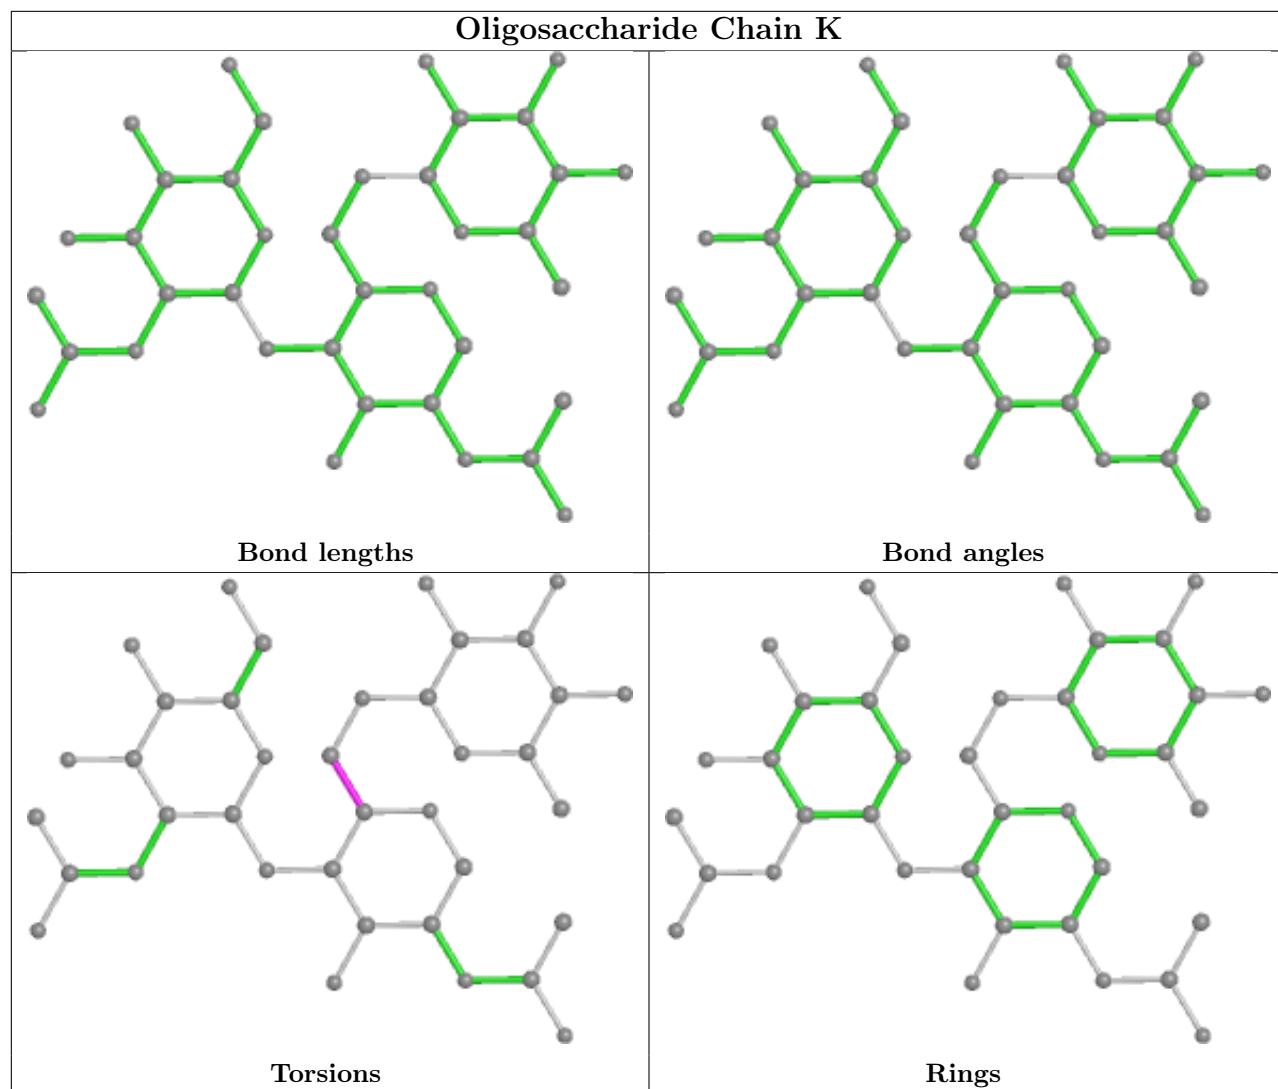 Oligosaccharide Chain K
Bond lengths
Bond angles
Torsions
Rings